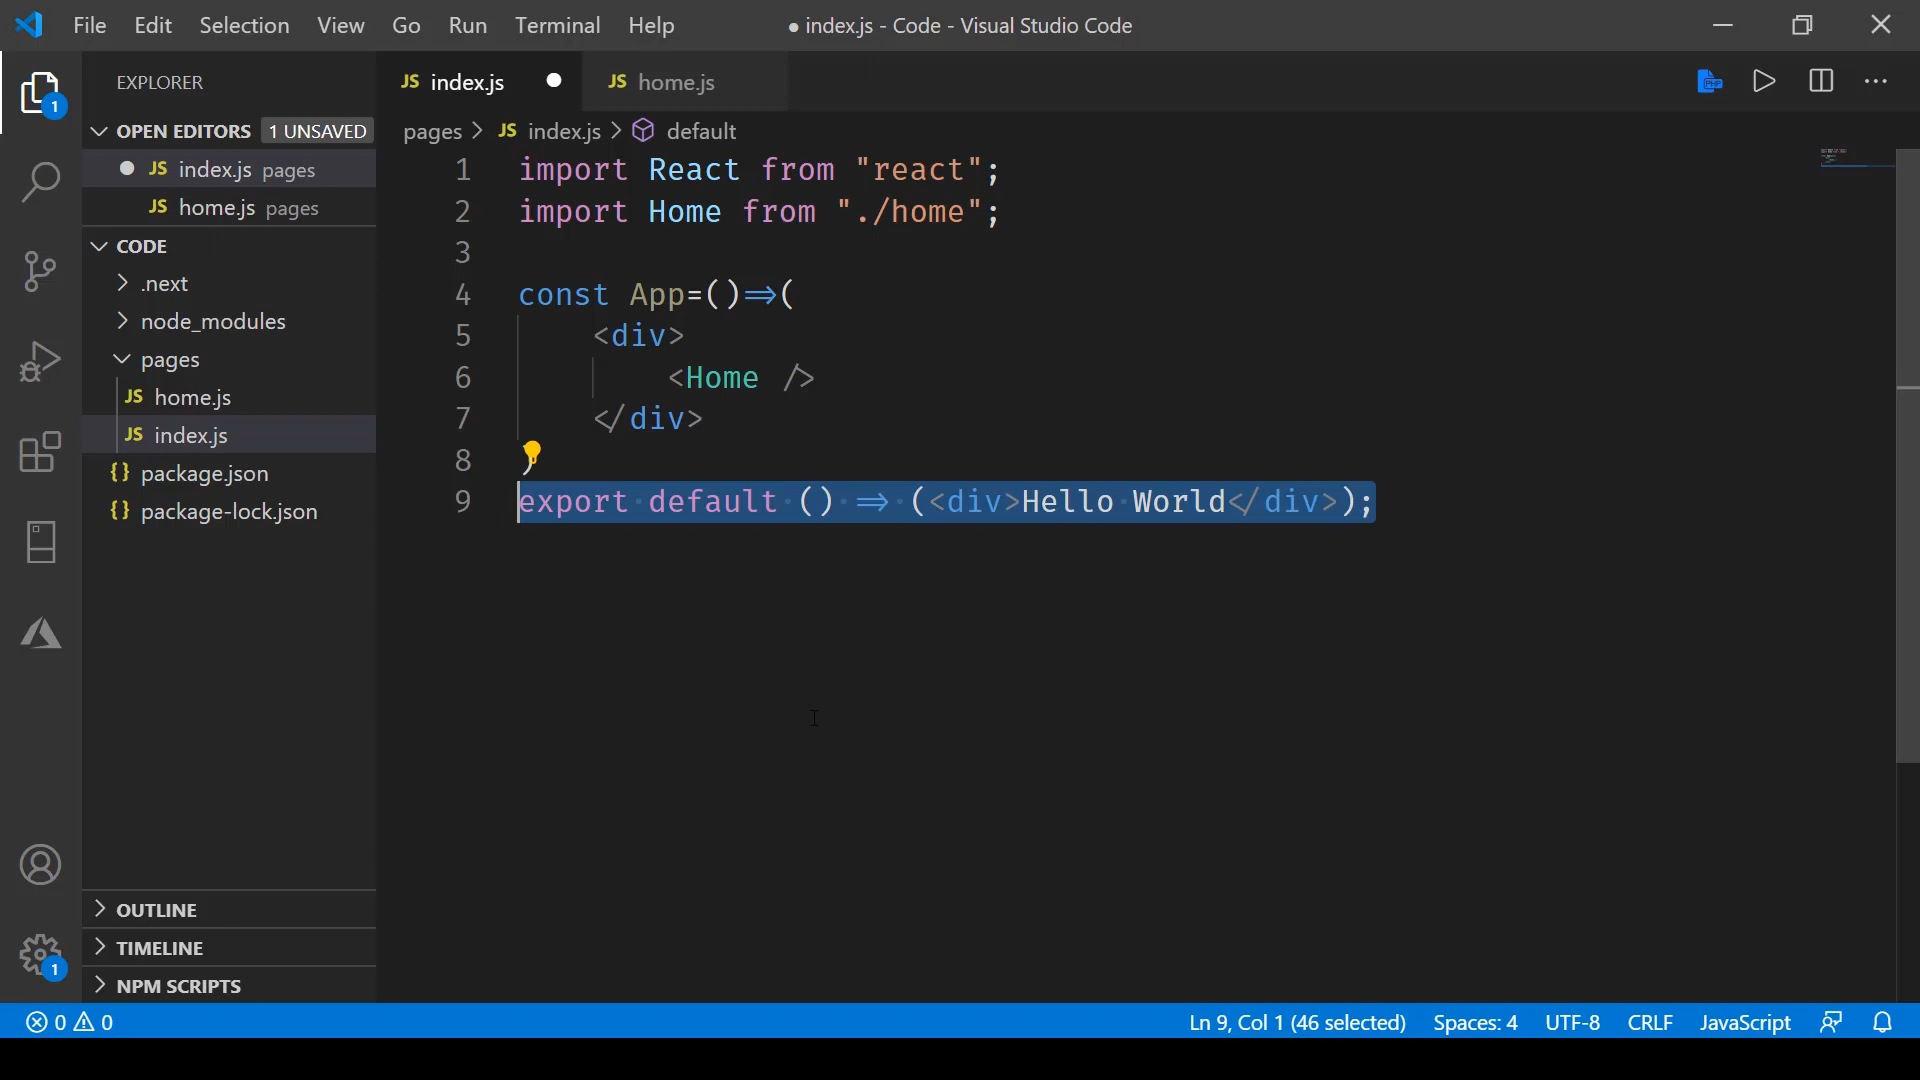 File Edit Selection View Go Run Terminal Help
● index.js - Code - Visual Studio Code
EXPLORER
OPEN EDITORS 1 UNSAVED
JS index.js pages
JS home.js pages
CODE
.next
node_modules
pages
JS home.js
JS index.js
{} package.json
{} package-lock.json
OUTLINE
TIMELINE
NPM SCRIPTS
1
1
JS index.js
JS home.js
PHP
pages > JS index.js > default
1 import React from "react";
2 import Home from "./home";
3
4 const App=()=>(
5     <div>
6         <Home />
7     </div>
8 )
9 export default () => (<div>Hello World</div>);
0 0
Ln 9, Col 1 (46 selected) Spaces: 4 UTF-8 CRLF JavaScript